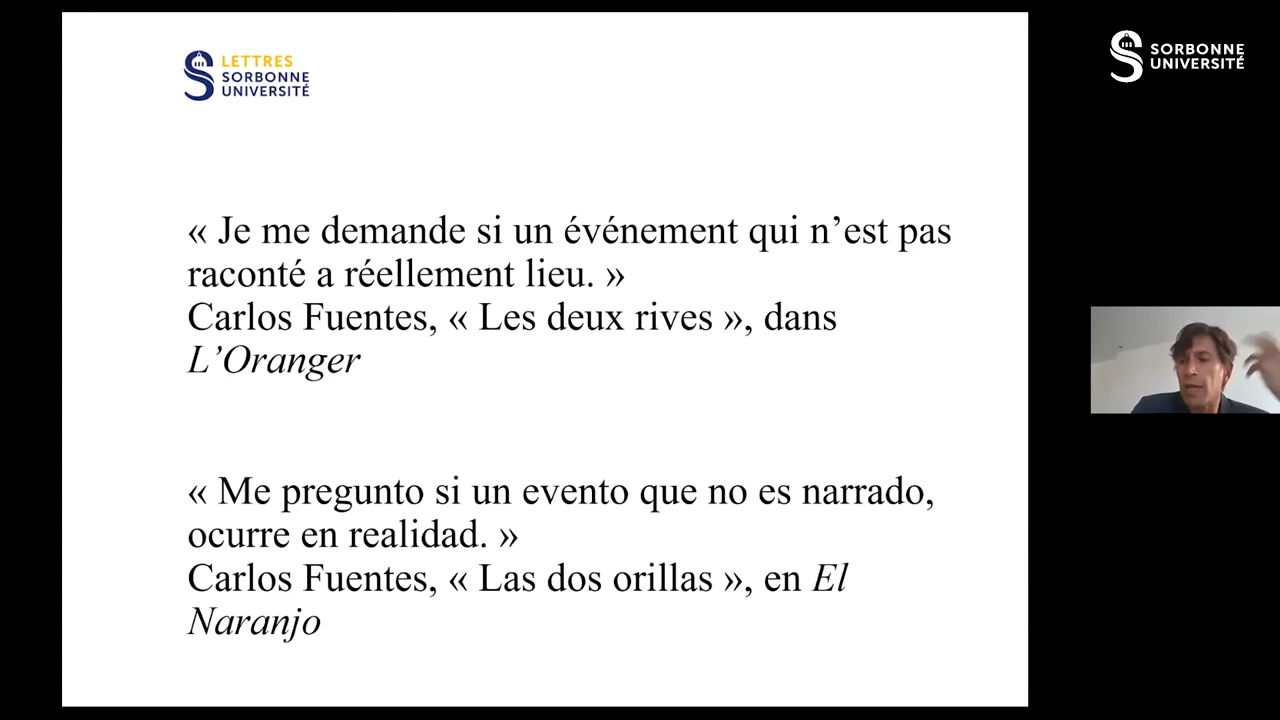 LETTRES
SORBONNE
UNIVERSITÉ
SORBONNE
UNIVERSITÉ
« Je me demande si un événement qui n’est pas
raconté a réellement lieu. »
Carlos Fuentes, « Les deux rives », dans
L’Oranger
« Me pregunto si un evento que no es narrado,
ocurre en realidad. »
Carlos Fuentes, « Las dos orillas », en El
Naranjo